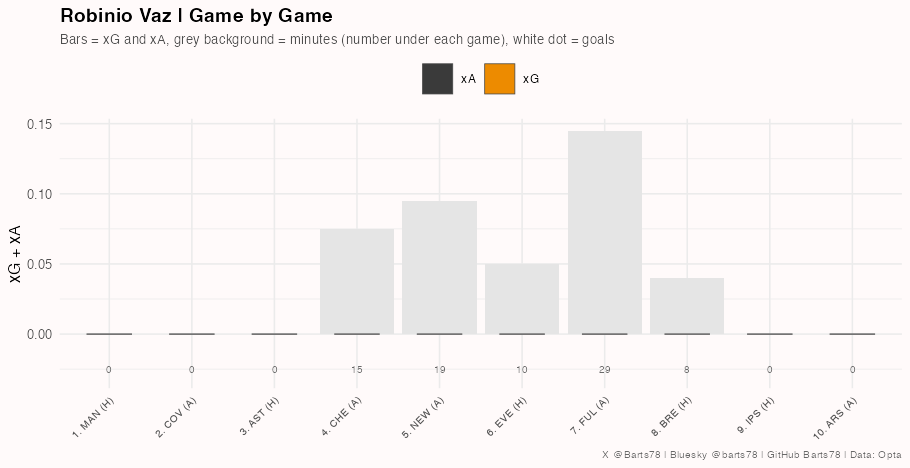 Robinio Vaz | Game by Game
Bars = xG and xA, grey background = minutes (number under each game), white dot = goals
xA xG
xG + xA
0.15
0.10
0.05
0.00
0 0 0 15 19 10 29 8 0 0
1. MAN (H) 2. COV (A) 3. AST (H) 4. CHE (A) 5. NEW (A) 6. EVE (H) 7. FUL (A) 8. BRE (H) 9. IPS (H) 10. ARS (A)
X @Barts78 | Bluesky @barts78 | GitHub Barts78 | Data: Opta